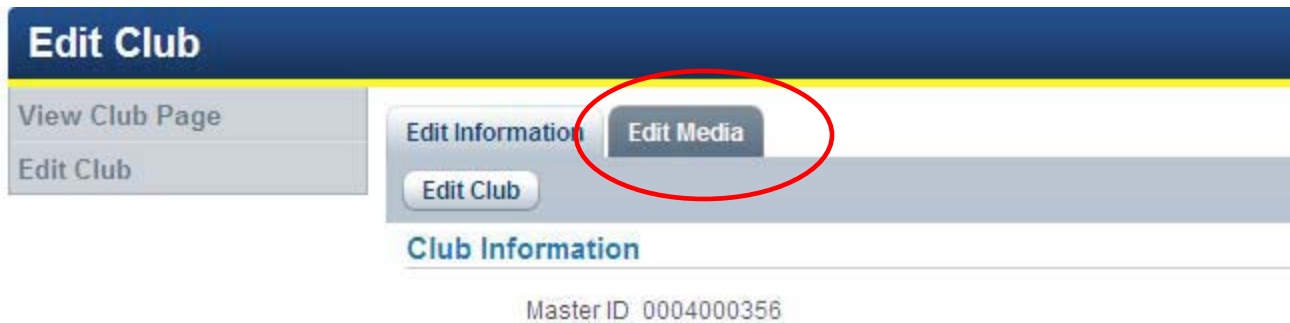 Edit Club
View Club Page
Edit Club
Edit Information
Edit Media
Edit Club
Club Information
Master ID 0004000356